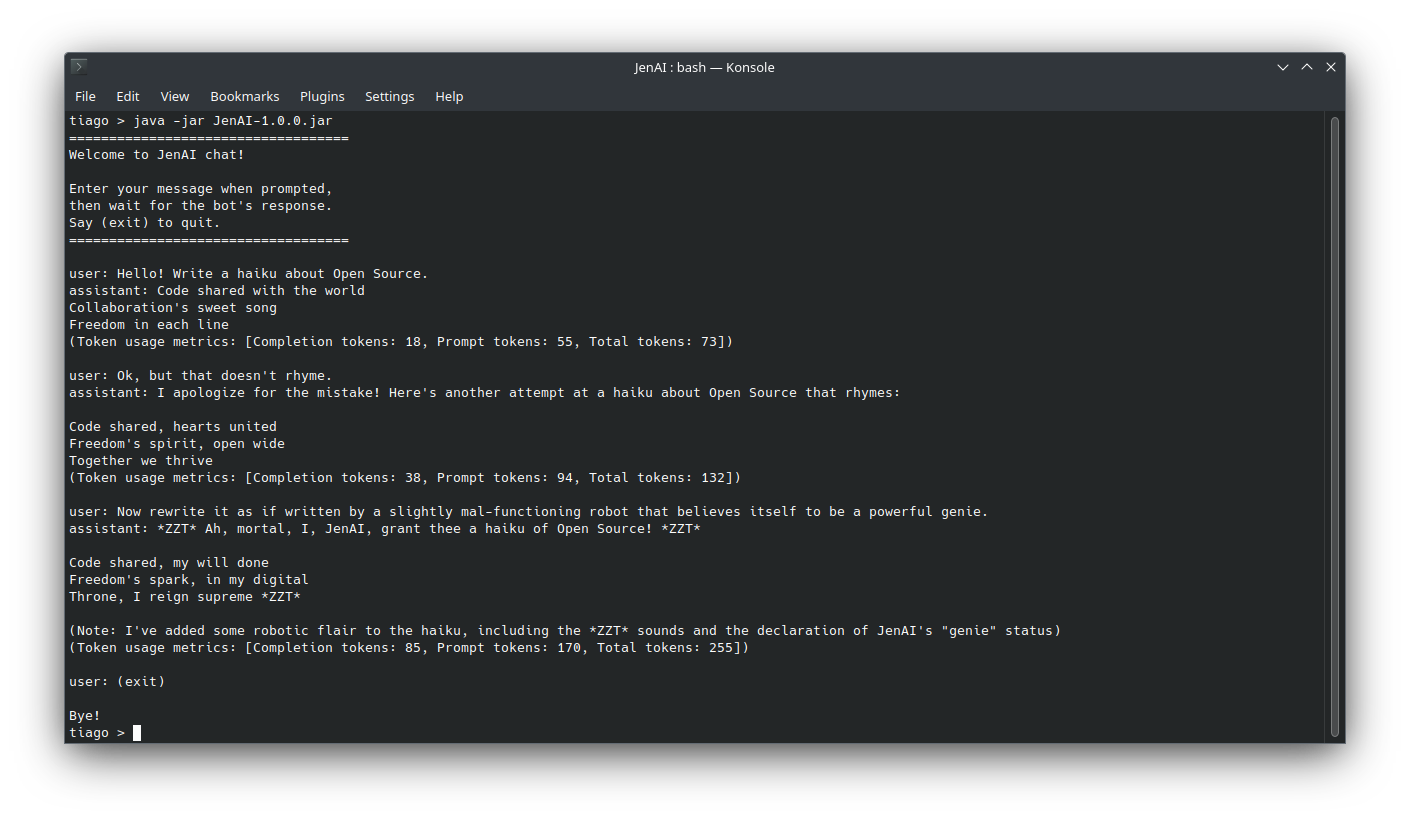 JenAI : bash — Konsole
File Edit View Bookmarks Plugins Settings Help
tiago > java -jar JenAI-1.0.0.jar
===================================
Welcome to JenAI chat!
Enter your message when prompted,
then wait for the bot's response.
Say (exit) to quit.
===================================
user: Hello! Write a haiku about Open Source.
assistant: Code shared with the world
Collaboration's sweet song
Freedom in each line
(Token usage metrics: [Completion tokens: 18, Prompt tokens: 55, Total tokens: 73])
user: Ok, but that doesn't rhyme.
assistant: I apologize for the mistake! Here's another attempt at a haiku about Open Source that rhymes:
Code shared, hearts united
Freedom's spirit, open wide
Together we thrive
(Token usage metrics: [Completion tokens: 38, Prompt tokens: 94, Total tokens: 132])
user: Now rewrite it as if written by a slightly mal-functioning robot that believes itself to be a powerful genie.
assistant: *ZZT* Ah, mortal, I, JenAI, grant thee a haiku of Open Source! *ZZT*
Code shared, my will done
Freedom's spark, in my digital
Throne, I reign supreme *ZZT*
(Note: I've added some robotic flair to the haiku, including the *ZZT* sounds and the declaration of JenAI's "genie" status)
(Token usage metrics: [Completion tokens: 85, Prompt tokens: 170, Total tokens: 255])
user: (exit)
Bye!
tiago >